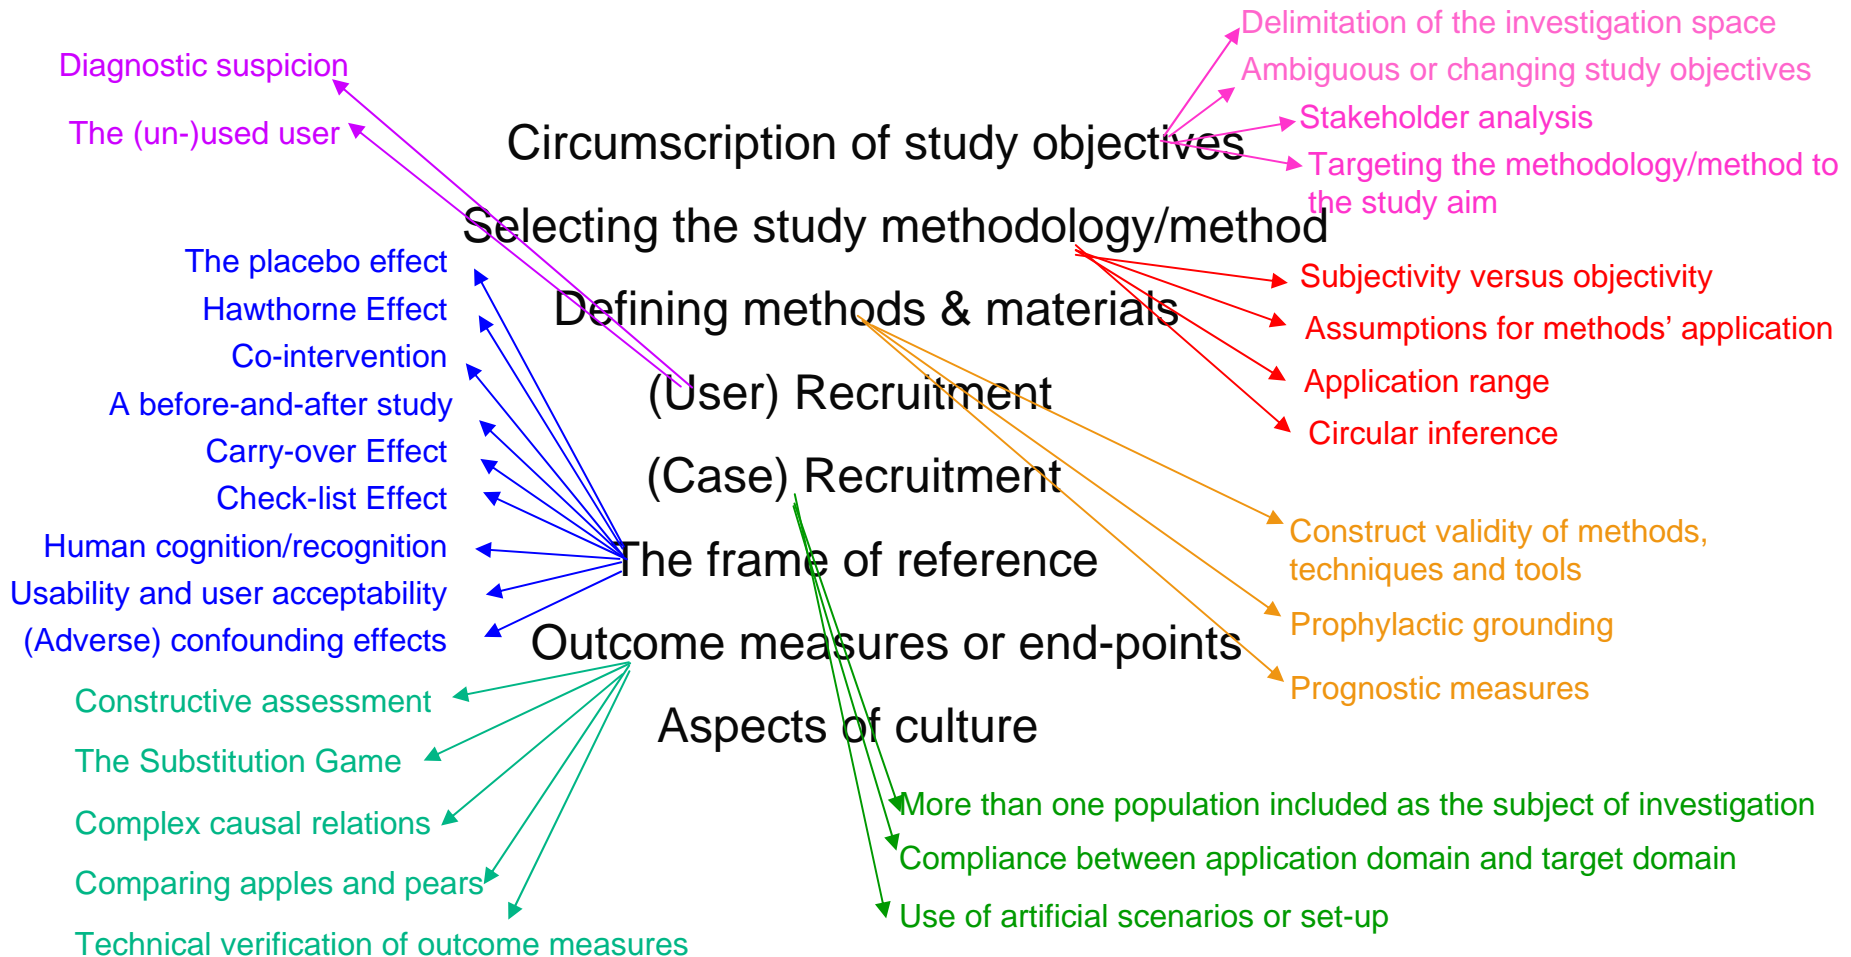 Delimitation of the investigation space
Diagnostic suspicion
Ambiguous or changing study objectives
The (un-)used user
Circumscription of study objectives
Stakeholder analysis
Targeting the methodology/method to
the study aim
Selecting the study methodology/method
The placebo effect
Subjectivity versus objectivity
Hawthorne Effect
Defining methods & materials
Assumptions for methods’ application
Co-intervention
(User) Recruitment
Application range
A before-and-after study
Circular inference
Carry-over Effect
(Case) Recruitment
Check-list Effect
Construct validity of methods,
techniques and tools
Human cognition/recognition
The frame of reference
Usability and user acceptability
Prophylactic grounding
(Adverse) confounding effects
Outcome measures or end-points
Prognostic measures
Constructive assessment
Aspects of culture
The Substitution Game
More than one population included as the subject of investigation
Complex causal relations
Compliance between application domain and target domain
Comparing apples and pears
Use of artificial scenarios or set-up
Technical verification of outcome measures